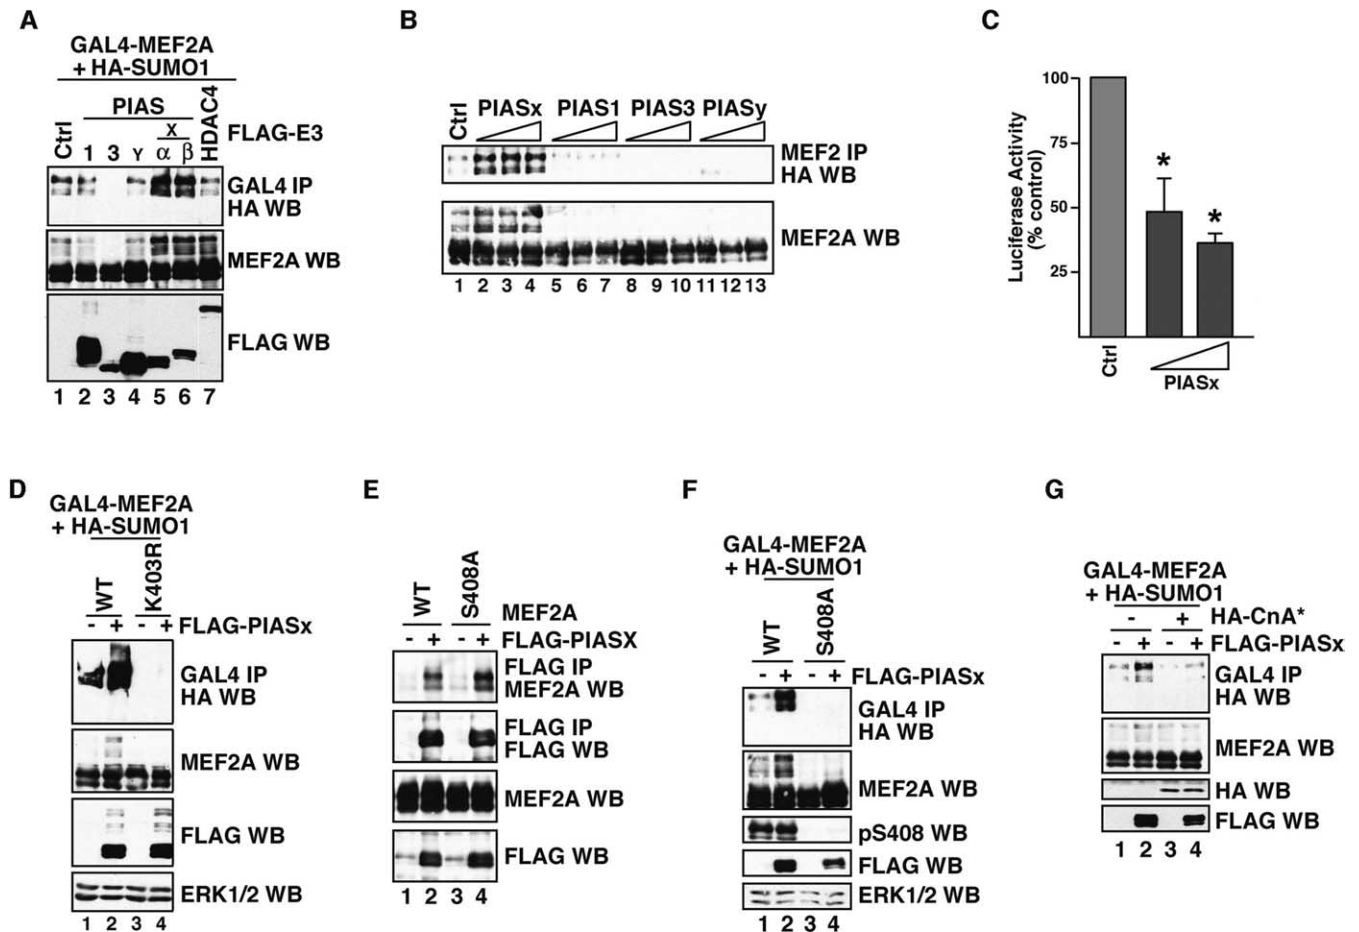 A
GAL4-MEF2A
+ HA-SUMO1
PIAS
X
Ctrl
1
3
Y
α
β
HDAC4
FLAG-E3
GAL4 IP
HA WB
MEF2A WB
FLAG WB
1 2 3 4 5 6 7
B
Ctrl
PIASx PIAS1 PIAS3 PIASy
MEF2 IP
HA WB
MEF2A WB
1 2 3 4 5 6 7 8 9 10 11 12 13
C
Luciferase Activity
(% control)
100
75
50
25
*
*
Ctrl
PIASx
D
GAL4-MEF2A
+ HA-SUMO1
WT
K403R
- + - + FLAG-PIASx
GAL4 IP
HA WB
MEF2A WB
FLAG WB
ERK1/2 WB
1 2 3 4
E
WT
S408A
MEF2A
- + - + FLAG-PIASX
FLAG IP
MEF2A WB
FLAG IP
FLAG WB
MEF2A WB
FLAG WB
1 2 3 4
F
GAL4-MEF2A
+ HA-SUMO1
WT
S408A
- + - + FLAG-PIASx
GAL4 IP
HA WB
MEF2A WB
pS408 WB
FLAG WB
ERK1/2 WB
1 2 3 4
G
GAL4-MEF2A
+ HA-SUMO1
- + HA-CnA*
- + - + FLAG-PIASx
GAL4 IP
HA WB
MEF2A WB
HA WB
FLAG WB
1 2 3 4